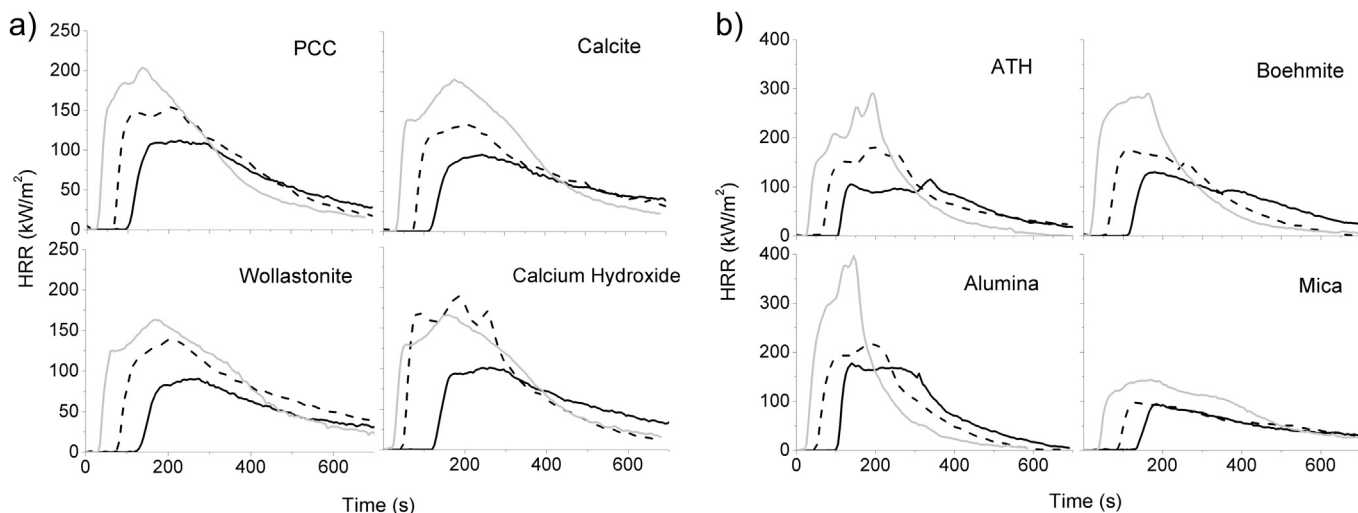 a)
PCC
Calcite
250
200
150
100
50
0
HRR (kW/m²)
Wollastonite
Calcium Hydroxide
250
200
150
100
50
0
0 200 400 600 200 400 600
Time (s)
b)
ATH
Boehmite
400
300
200
100
0
HRR (kW/m²)
Alumina
Mica
400
300
200
100
0
0 200 400 600 200 400 600
Time (s)